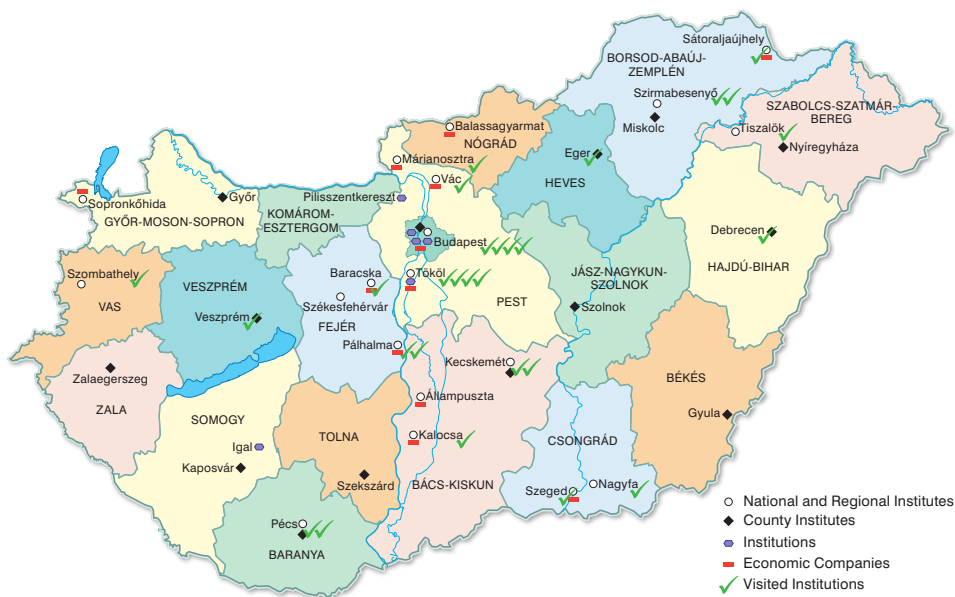 Sátoraljaújhely
BORSOD-ABAÚJ-
ZEMPLÉN
Szirmabesenyő
Miskolc
SZABOLCS-SZATMÁR-
BEREG
Tiszalök
Nyíregyháza
Balassagyarmat
NÓGRÁD
Márianosztra
Vác
Eger
HEVES
Pilisszentkereszt
Sopronkőhida
Győr
GYŐR-MOSON-SOPRON
KOMÁROM-
ESZTERGOM
Budapest
Debrecen
HAJDÚ-BIHAR
Szombathely
VAS
VESZPRÉM
Veszprém
Baracska
Székesfehérvár
FEJÉR
Tököl
PEST
JÁSZ-NAGYKUN-
SZOLNOK
Szolnok
Pálhalma
Kecskemét
Zalaegerszeg
ZALA
Állampuszta
BÉKÉS
Gyula
SOMOGY
Igal
Kaposvár
TOLNA
Szekszárd
Kalocsa
BÁCS-KISKUN
CSONGRÁD
Szeged
Nagyfa
Pécs
BARANYA
National and Regional Institutes
County Institutes
Institutions
Economic Companies
Visited Institutions